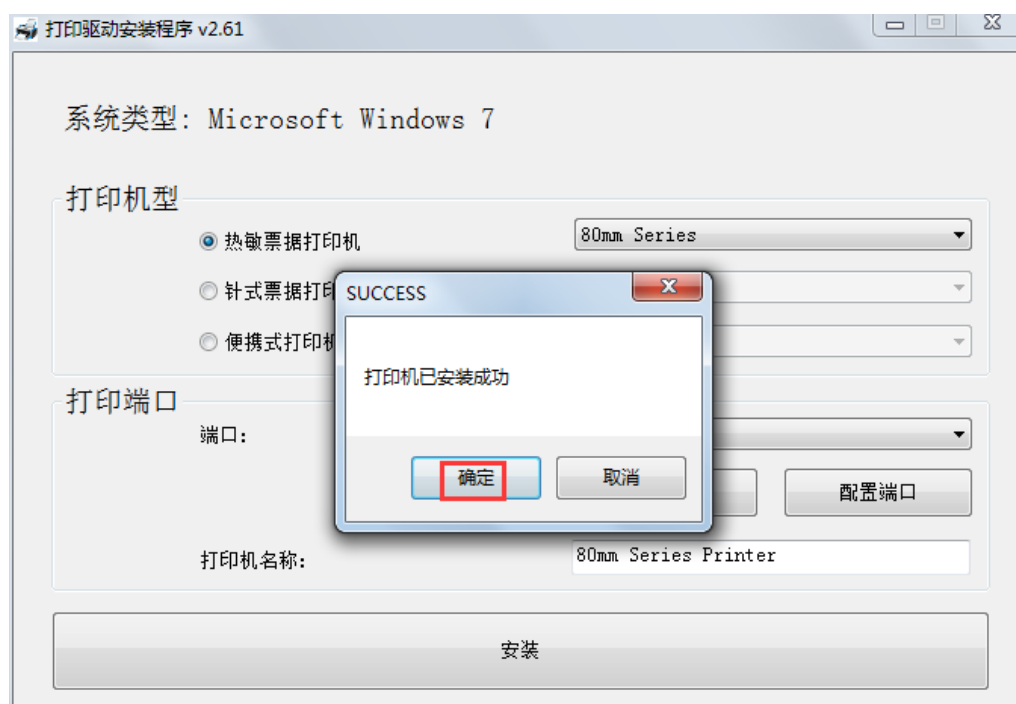 打印驱动安装程序 v2.61
系统类型: Microsoft Windows 7
打印机型
热敏票据打印机
80mm Series
针式票据打印
SUCCESS
便携式打印机
打印机已安装成功
打印端口
端口:
确定
取消
配置端口
打印机名称:
80mm Series Printer
安装